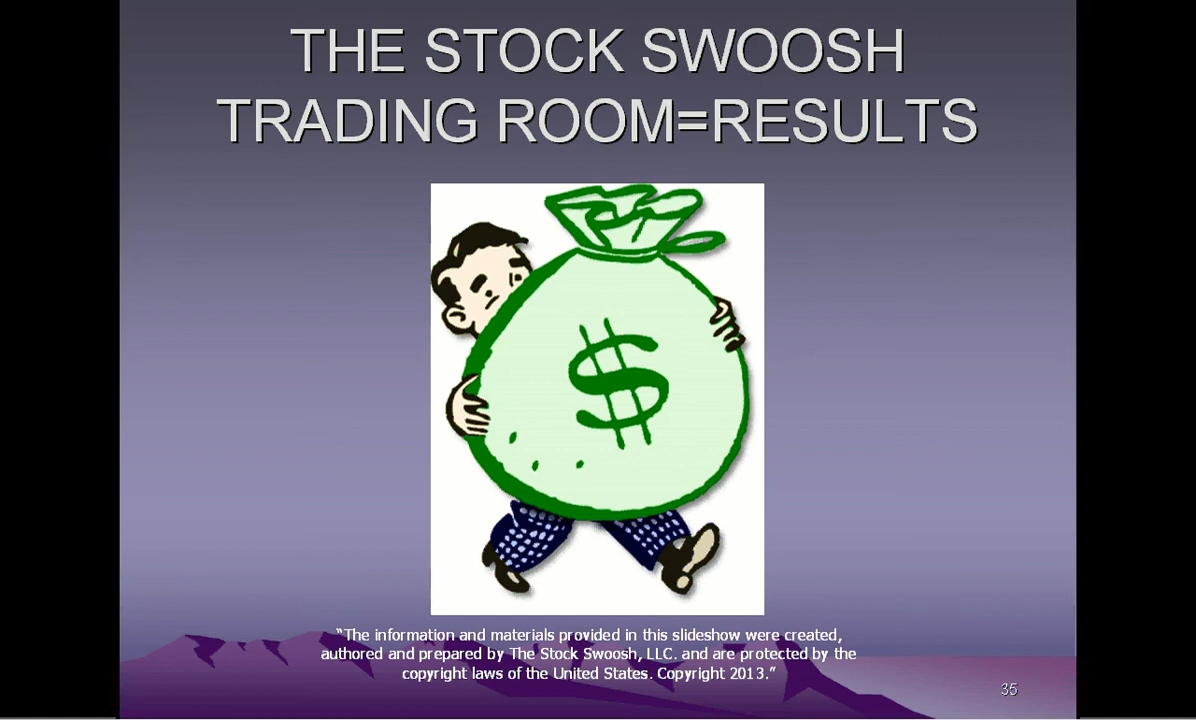 THE STOCK SWOOSH
TRADING ROOM=RESULTS
$
“The information and materials provided in this slideshow were created,
authored and prepared by The Stock Swoosh, LLC. and are protected by the
copyright laws of the United States. Copyright 2013.”
35